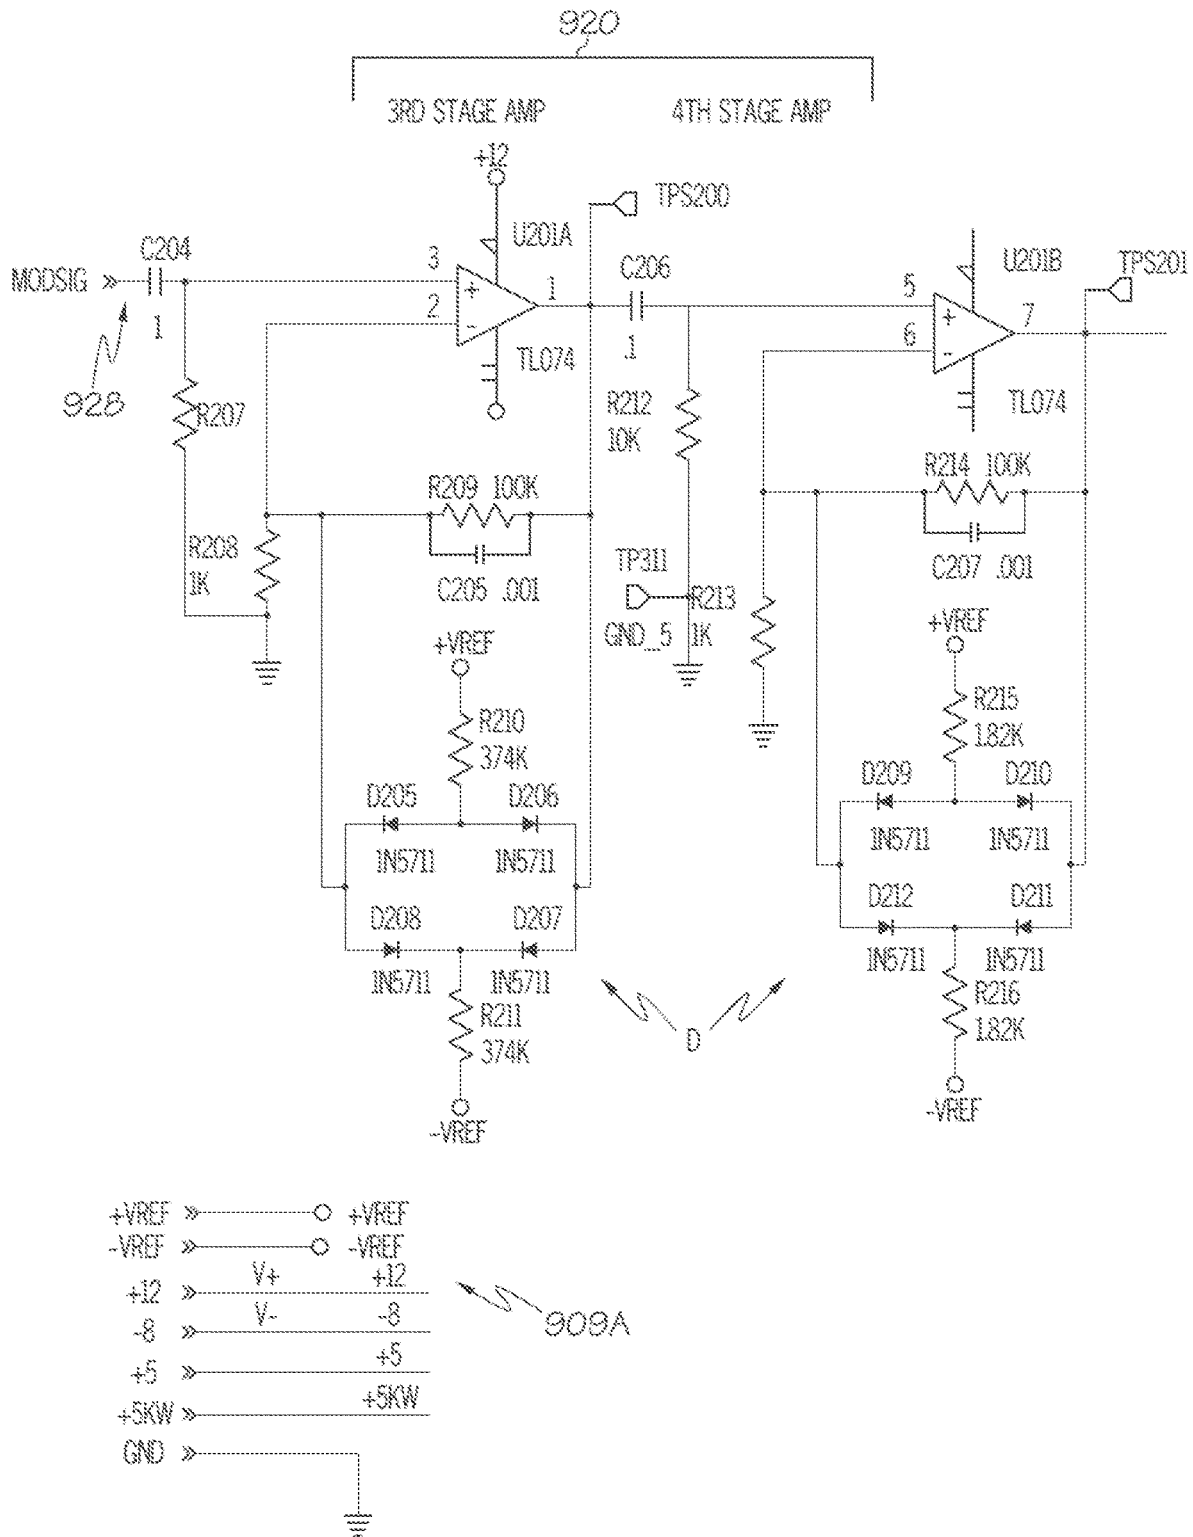 920
3RD STAGE AMP
4TH STAGE AMP
+12
TPS200
U201A
C204
MODSIG
3
+
2
-
1
1
TL074
C206
.1
U201B
TPS201
5
+
6
-
7
TL074
928
R207
R212
10K
R209 100K
C205 .001
R208
1K
TP311
GND_5
R213
1K
R214 100K
C207 .001
+VREF
R210
374K
D205
D206
1N5711
1N5711
D208
D207
1N5711
1N5711
R211
374K
-VREF
+VREF
R215
1.82K
D209
D210
1N5711
1N5711
D212
D211
1N5711
1N5711
R216
1.82K
-VREF
D
+VREF
+VREF
-VREF
-VREF
+12
V+
+12
-8
V-
-8
+5
+5
+5KW
+5KW
GND
909A